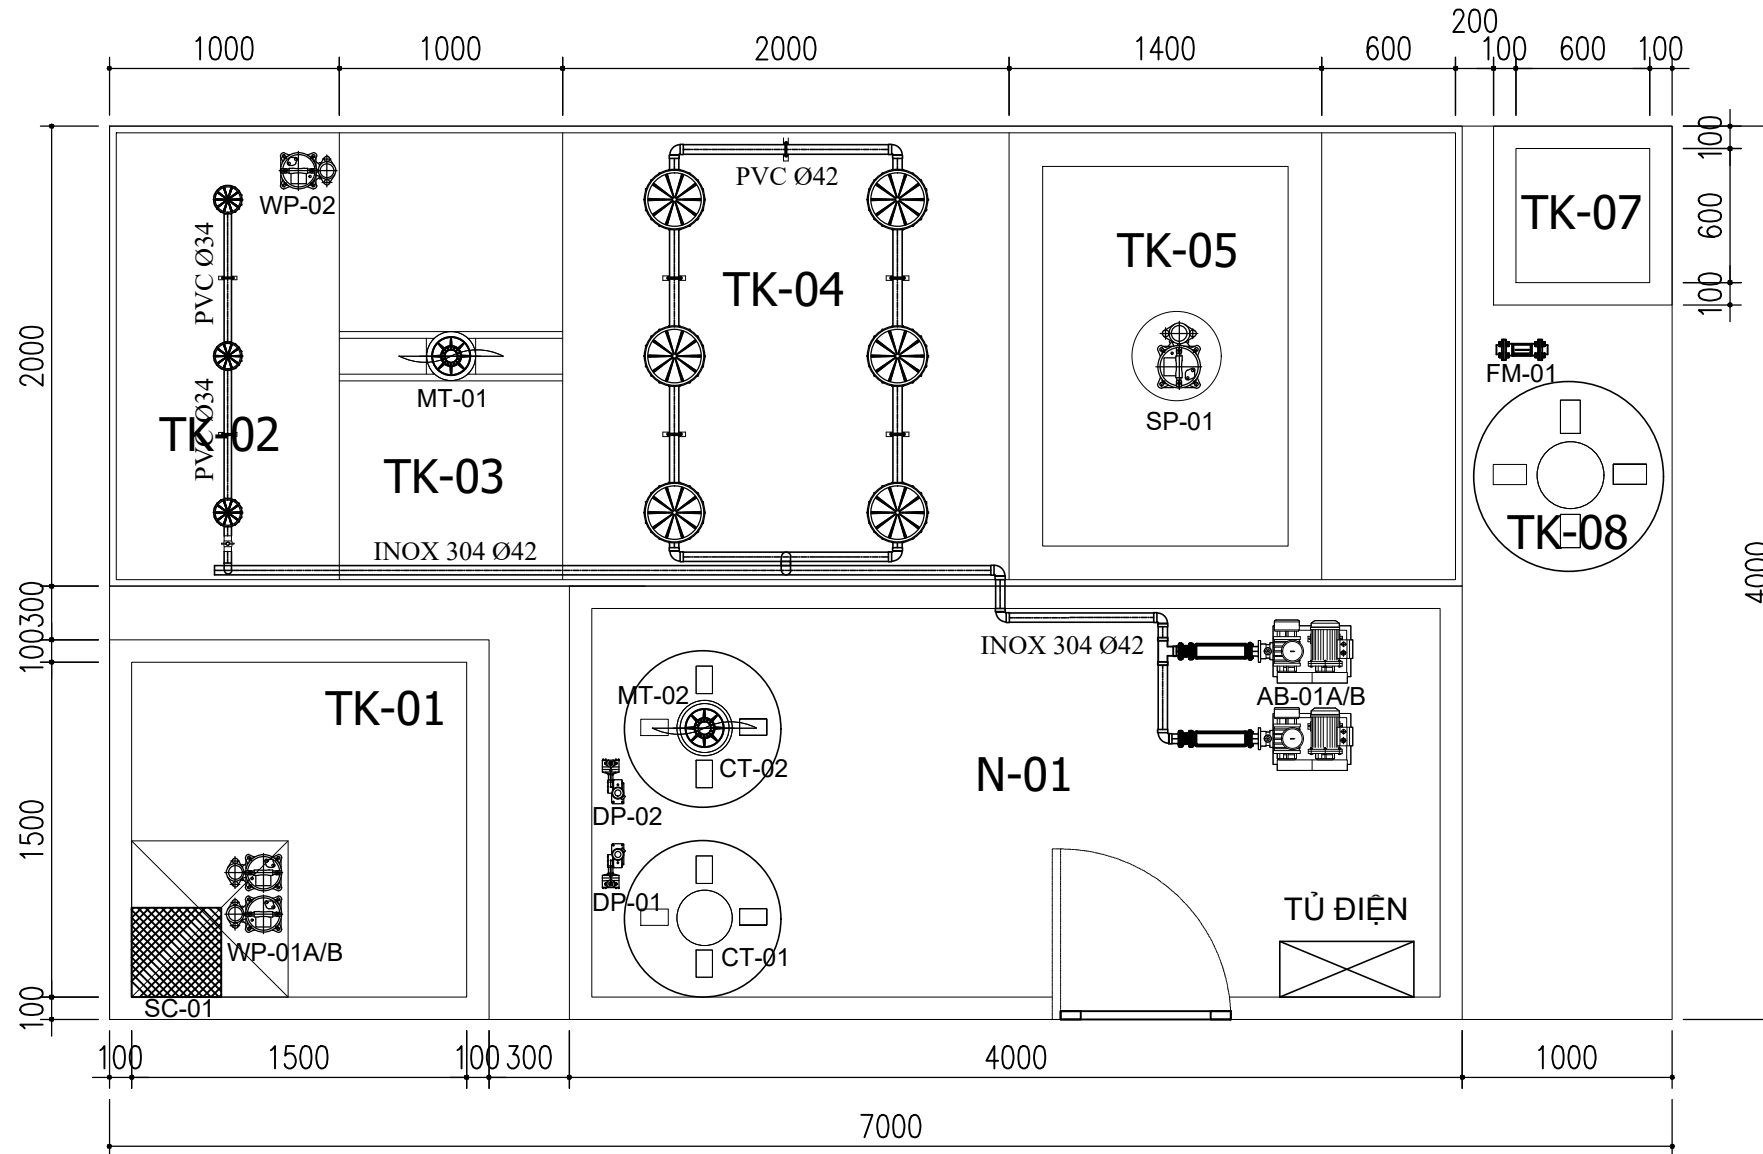 200
1000
1000
2000
1400
600
100
600
100
100
600
100
2000
4000
300
100
1500
100
WP-02
PVC Ø34
PVC Ø34
TK-02
MT-01
TK-03
INOX 304 Ø42
PVC Ø42
TK-04
TK-05
SP-01
TK-07
FM-01
TK-08
INOX 304 Ø42
AB-01A/B
TK-01
MT-02
CT-02
DP-02
N-01
DP-01
CT-01
TỦ ĐIỆN
WP-01A/B
SC-01
100
1500
100
300
4000
1000
7000